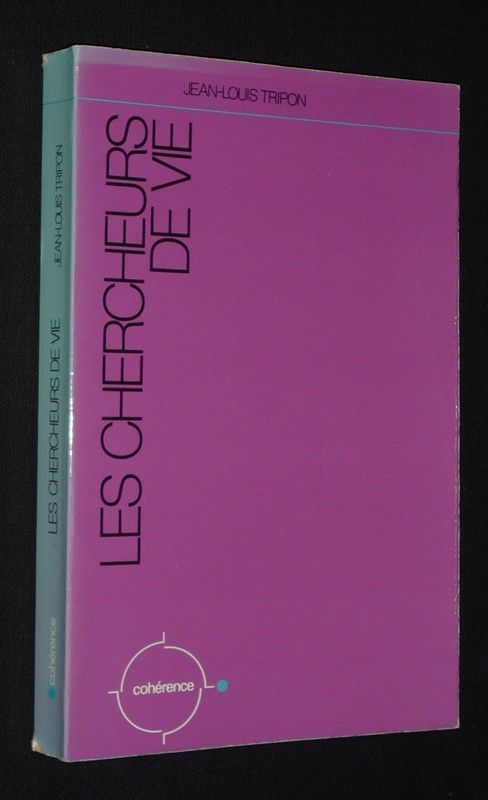 JEAN-LOUIS TRIPON
LES CHERCHEURS
DE VIE
cohérence
JEAN-LOUIS TRIPON
LES CHERCHEURS DE VIE
cohérence